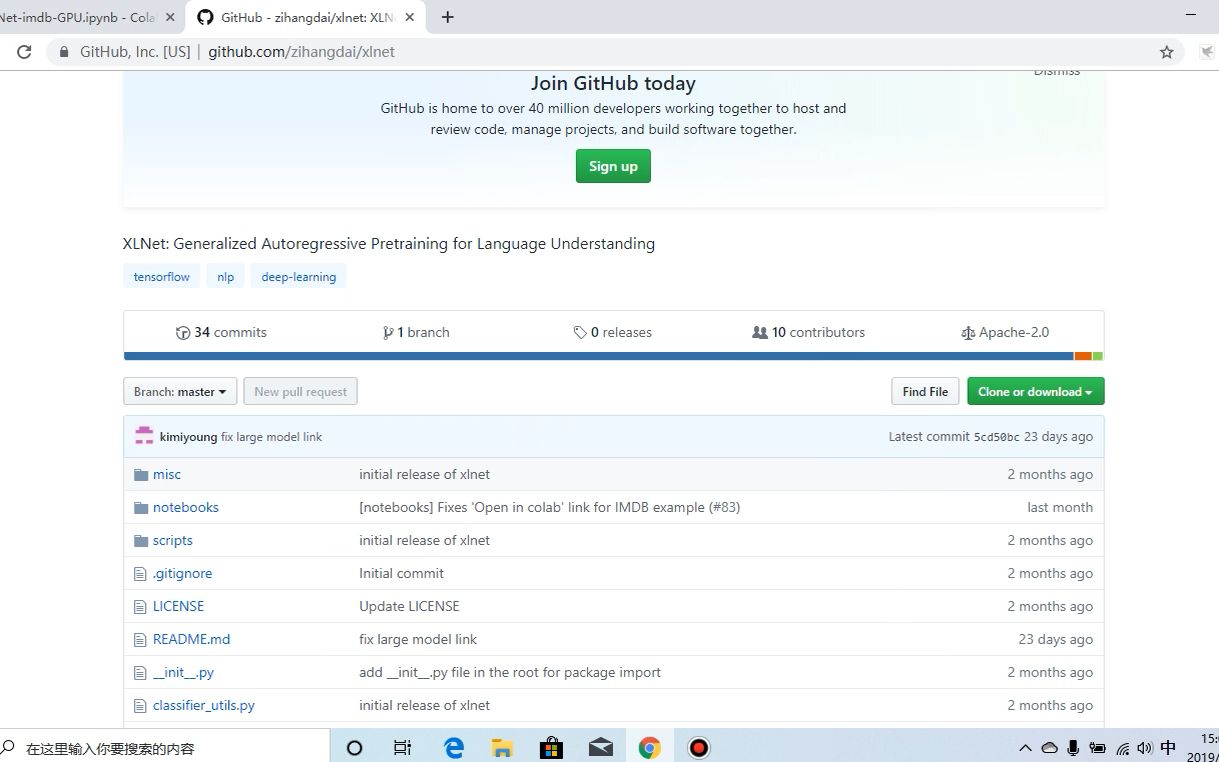 Net-imdb-GPU.ipynb - Cola
GitHub - zihangdai/xlnet: XLN
GitHub, Inc. [US] | github.com/zihangdai/xlnet
Dismiss
Join GitHub today
GitHub is home to over 40 million developers working together to host and
review code, manage projects, and build software together.
Sign up
XLNet: Generalized Autoregressive Pretraining for Language Understanding
tensorflow nlp deep-learning
34 commits 1 branch 0 releases 10 contributors Apache-2.0
Branch: master New pull request Find File Clone or download
kimiyoung fix large model link Latest commit 5cd50bc 23 days ago
misc initial release of xlnet 2 months ago
notebooks [notebooks] Fixes 'Open in colab' link for IMDB example (#83) last month
scripts initial release of xlnet 2 months ago
.gitignore Initial commit 2 months ago
LICENSE Update LICENSE 2 months ago
README.md fix large model link 23 days ago
__init__.py add __init__.py file in the root for package import 2 months ago
classifier_utils.py initial release of xlnet 2 months ago
在这里输入你要搜索的内容
中
2019/